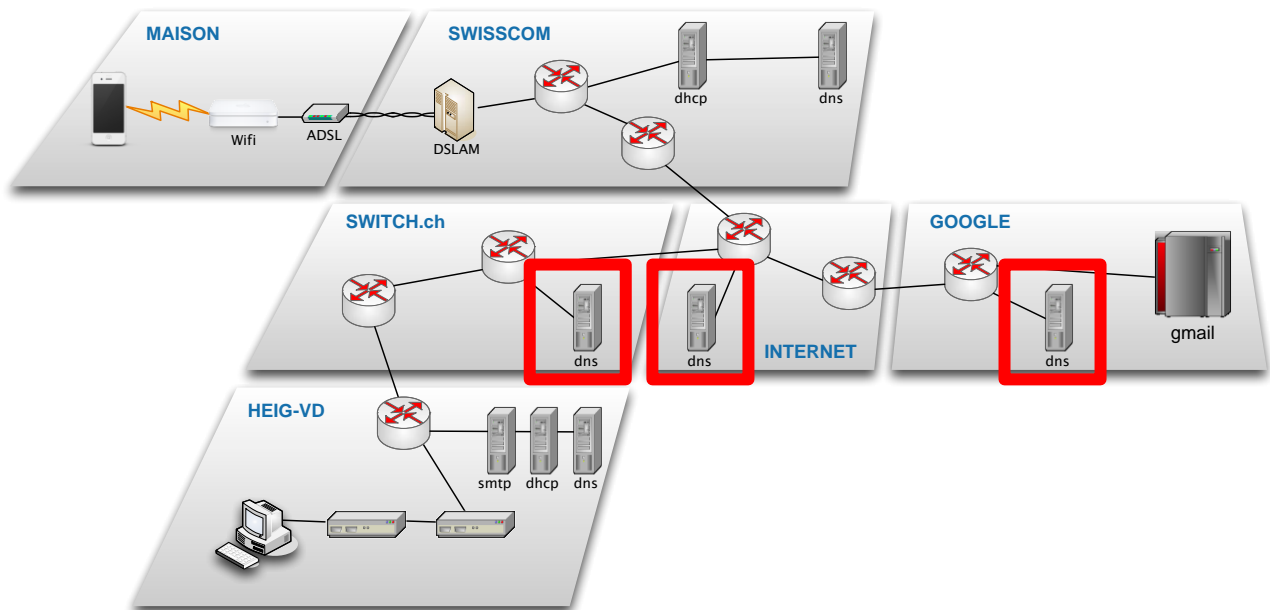 MAISON
SWISSCOM
dhcp
dns
Wifi
ADSL
DSLAM
SWITCH.ch
GOOGLE
dns
dns
INTERNET
dns
gmail
HEIG-VD
smtp
dhcp
dns